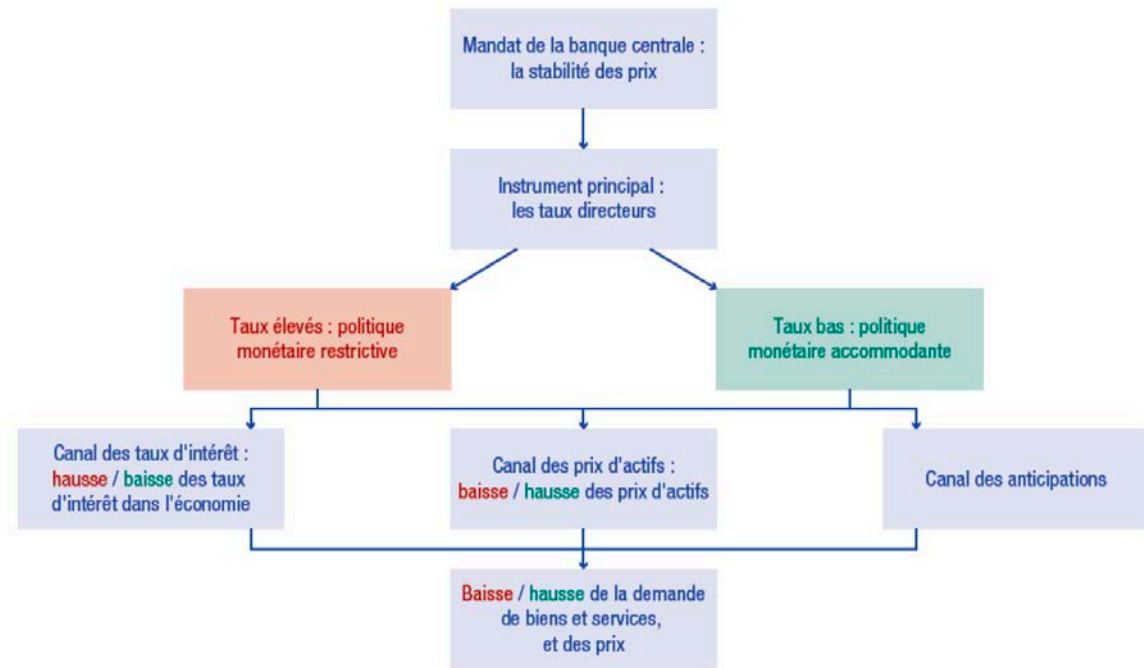 Mandat de la banque centrale :
la stabilité des prix
Instrument principal :
les taux directeurs
Taux élevés : politique
monétaire restrictive
Taux bas : politique
monétaire accommodante
Canal des taux d'intérêt :
hausse / baisse des taux
d'intérêt dans l'économie
Canal des prix d'actifs :
baisse / hausse des prix d'actifs
Canal des anticipations
Baisse / hausse de la demande
de biens et services,
et des prix